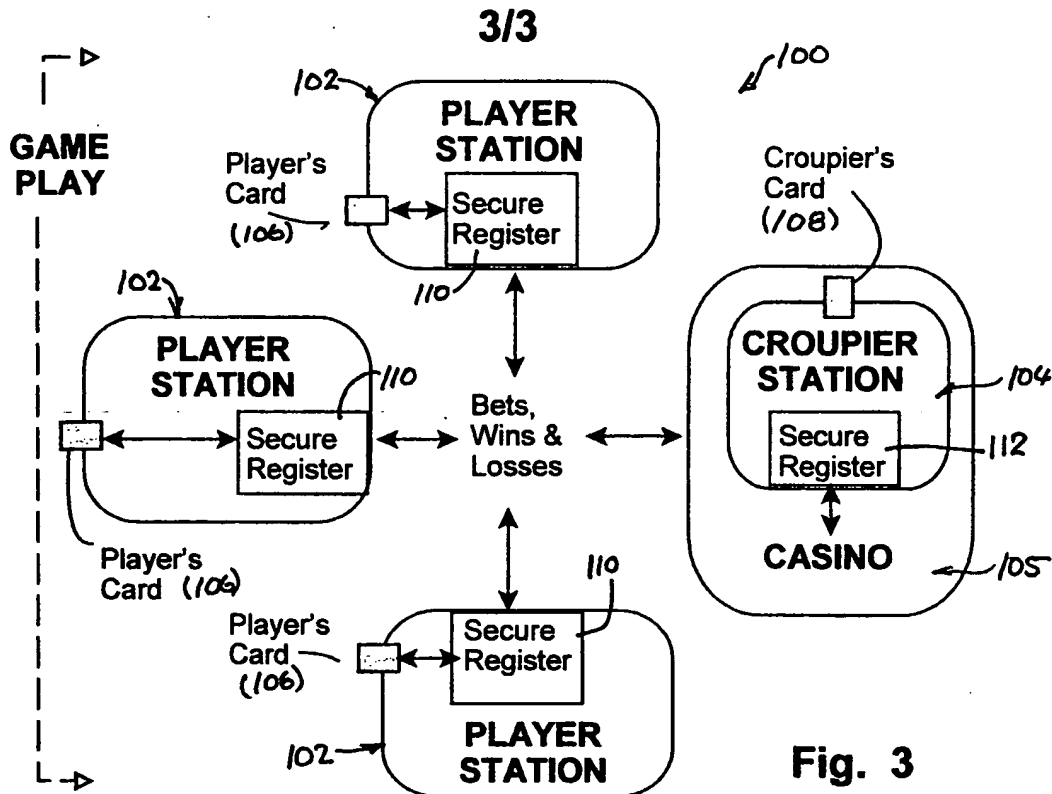 3/3
100
GAME
PLAY
102
PLAYER
STATION
Player's
Card
(106)
Secure
Register
110
Croupier's
Card
(108)
102
PLAYER
STATION
110
Secure
Register
Player's
Card (106)
Bets,
Wins &
Losses
CROUPIER
STATION
104
Secure
Register
112
CASINO
105
Player's
Card
(106)
Secure
Register
110
102
PLAYER
STATION
Fig. 3